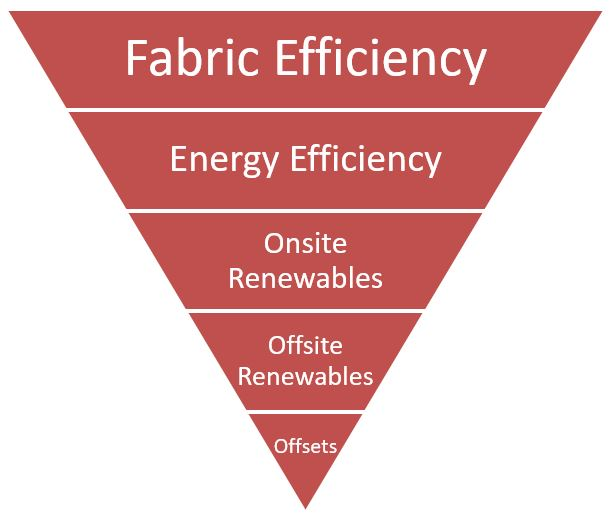 Fabric Efficiency
Energy Efficiency
Onsite
Renewables
Offsite
Renewables
Offsets